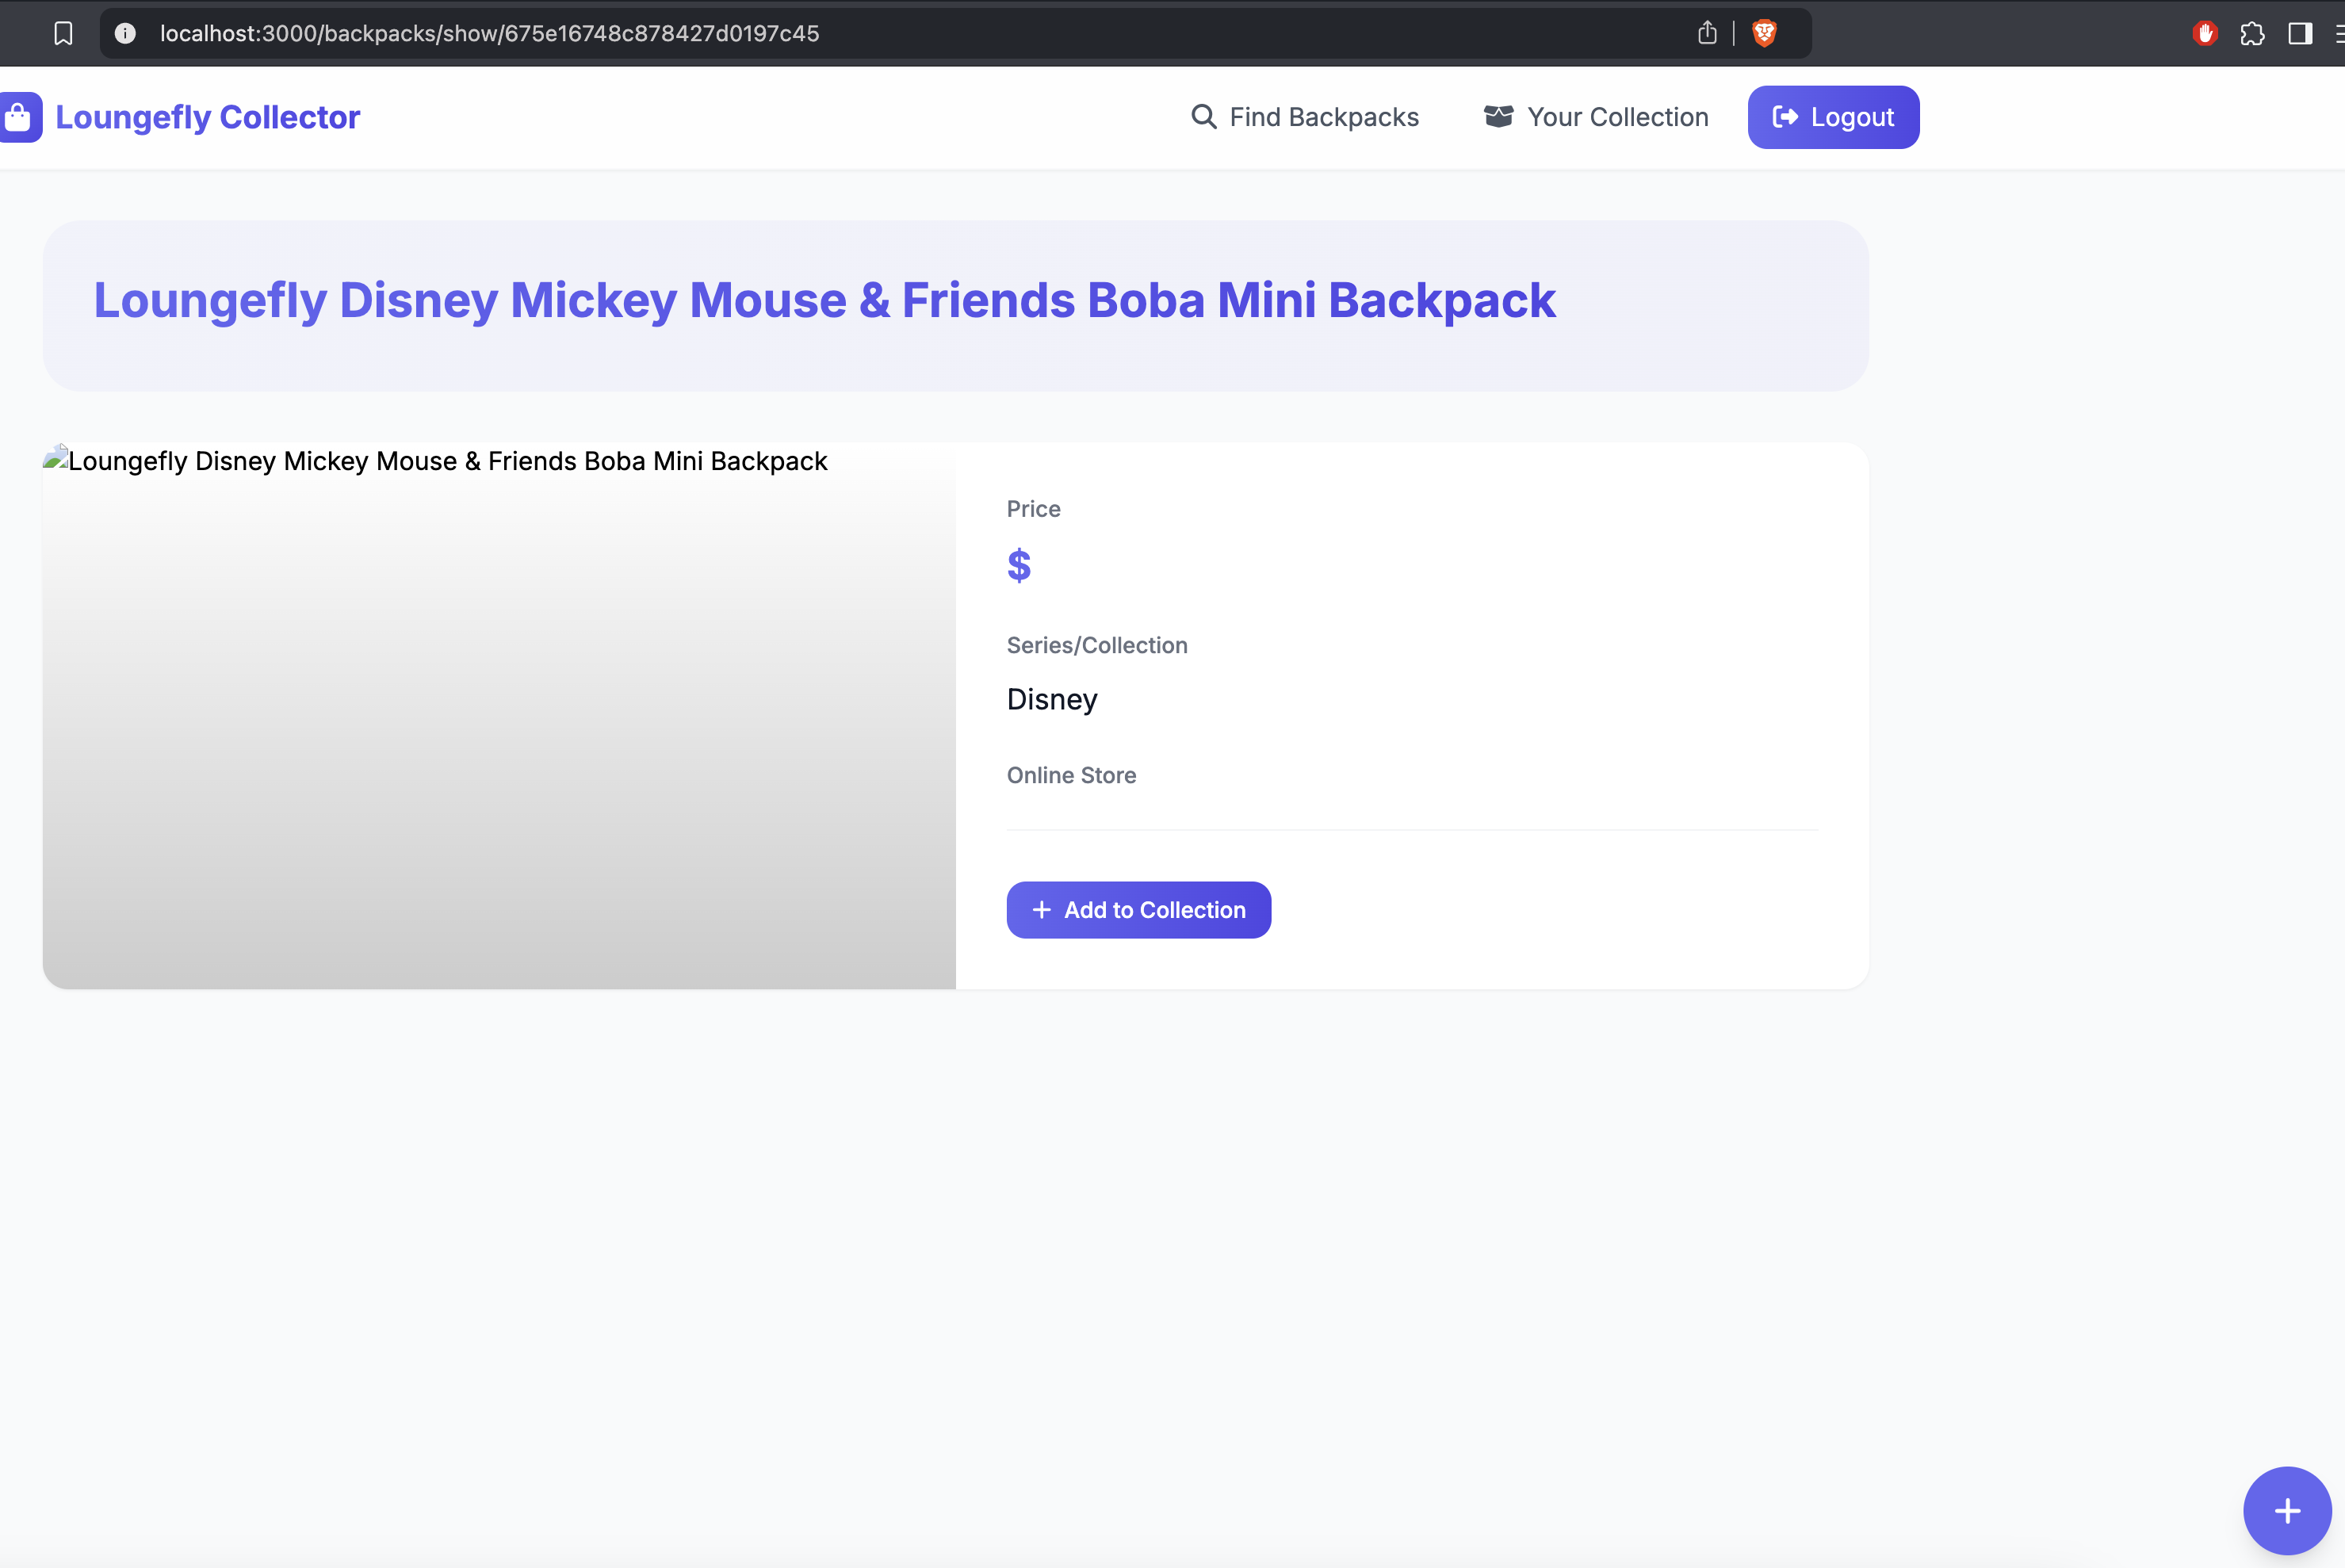 localhost:3000/backpacks/show/675e16748c878427d0197c45
Loungefly Collector
Find Backpacks
Your Collection
Logout
Loungefly Disney Mickey Mouse & Friends Boba Mini Backpack
Loungefly Disney Mickey Mouse & Friends Boba Mini Backpack
Price
$
Series/Collection
Disney
Online Store
+ Add to Collection
+